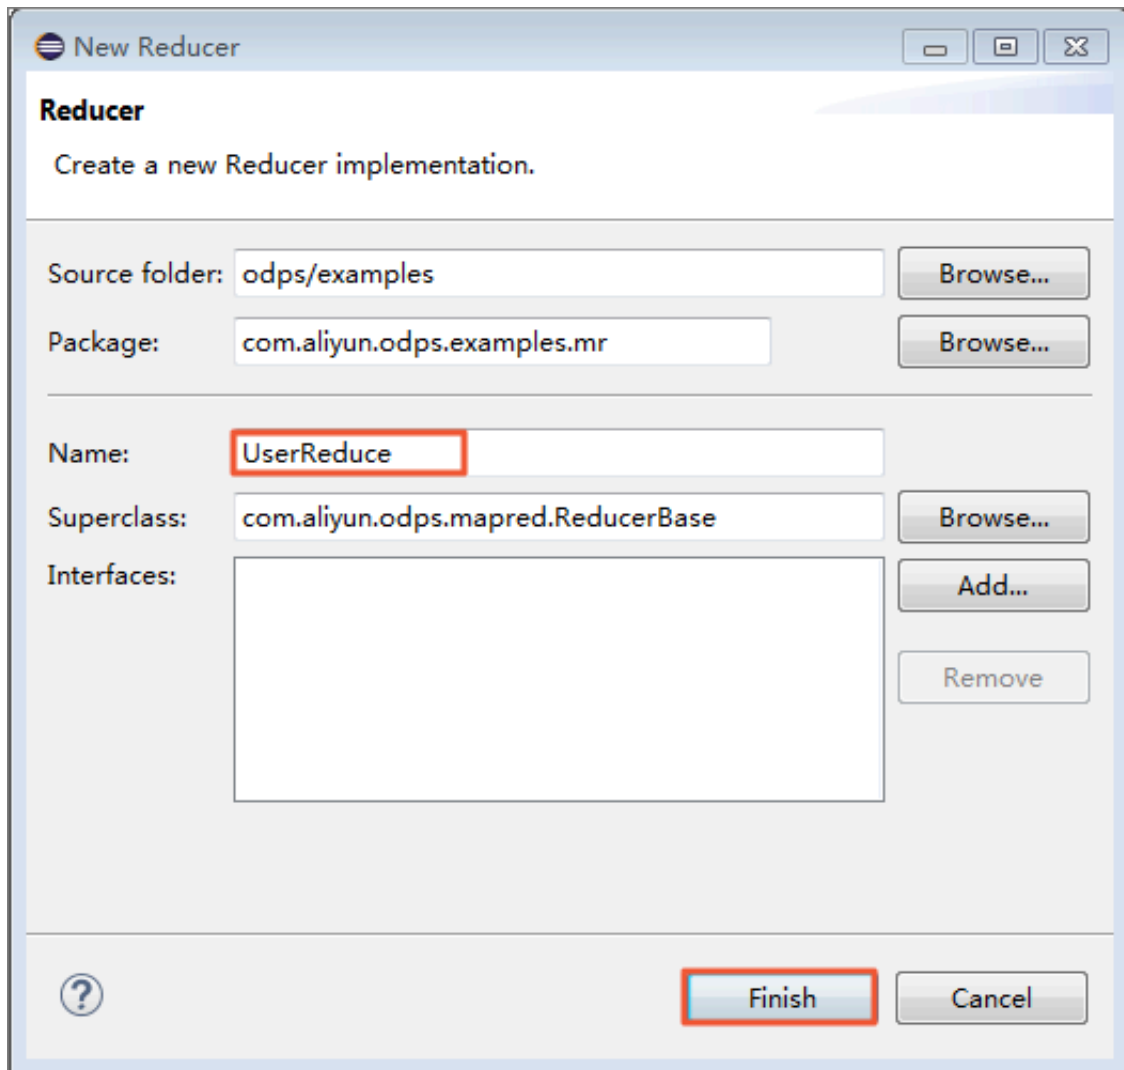 New Reducer
Reducer
Create a new Reducer implementation.
Source folder: odps/examples Browse...
Package: com.aliyun.odps.examples.mr Browse...
Name: UserReduce
Superclass: com.aliyun.odps.mapred.ReducerBase Browse...
Interfaces: Add...
Remove
? Finish Cancel